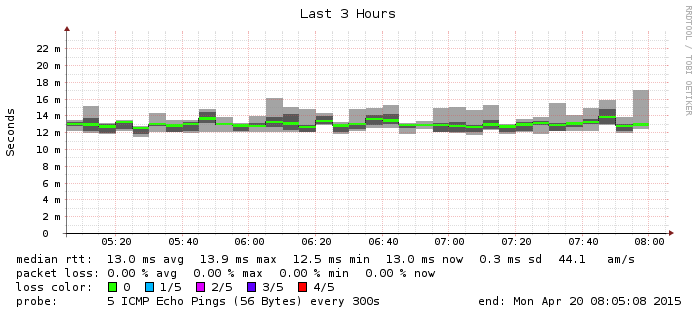 Last 3 Hours
RRDTOOL / TOBI OETIKER
Seconds
22 m
20 m
18 m
16 m
14 m
12 m
10 m
8 m
6 m
4 m
2 m
0
05:20 05:40 06:00 06:20 06:40 07:00 07:20 07:40 08:00
median rtt: 13.0 ms avg 13.9 ms max 12.5 ms min 13.0 ms now 0.3 ms sd 44.1 am/s
packet loss: 0.00 % avg 0.00 % max 0.00 % min 0.00 % now
loss color: 0 1/5 2/5 3/5 4/5
probe: 5 ICMP Echo Pings (56 Bytes) every 300s end: Mon Apr 20 08:05:08 2015